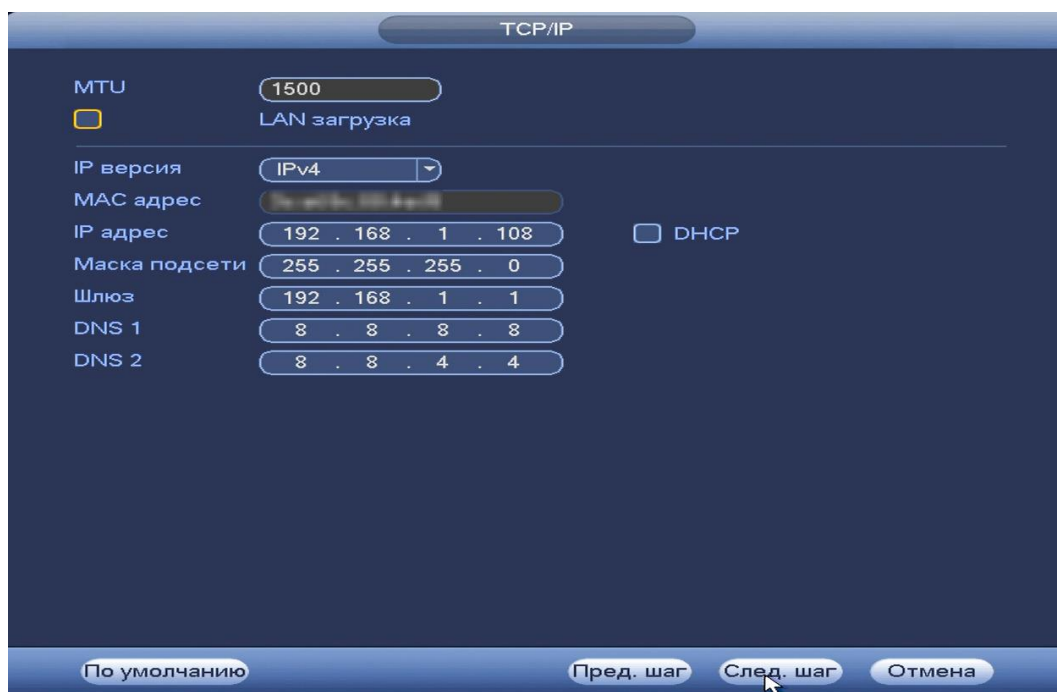 TCP/IP
MTU 1500
LAN загрузка
IP версия IPv4
MAC адрес
IP адрес 192 . 168 . 1 . 108 DHCP
Маска подсети 255 . 255 . 255 . 0
Шлюз 192 . 168 . 1 . 1
DNS 1 8 . 8 . 8 . 8
DNS 2 8 . 8 . 4 . 4
По умолчанию Пред. шаг След. шаг Отмена